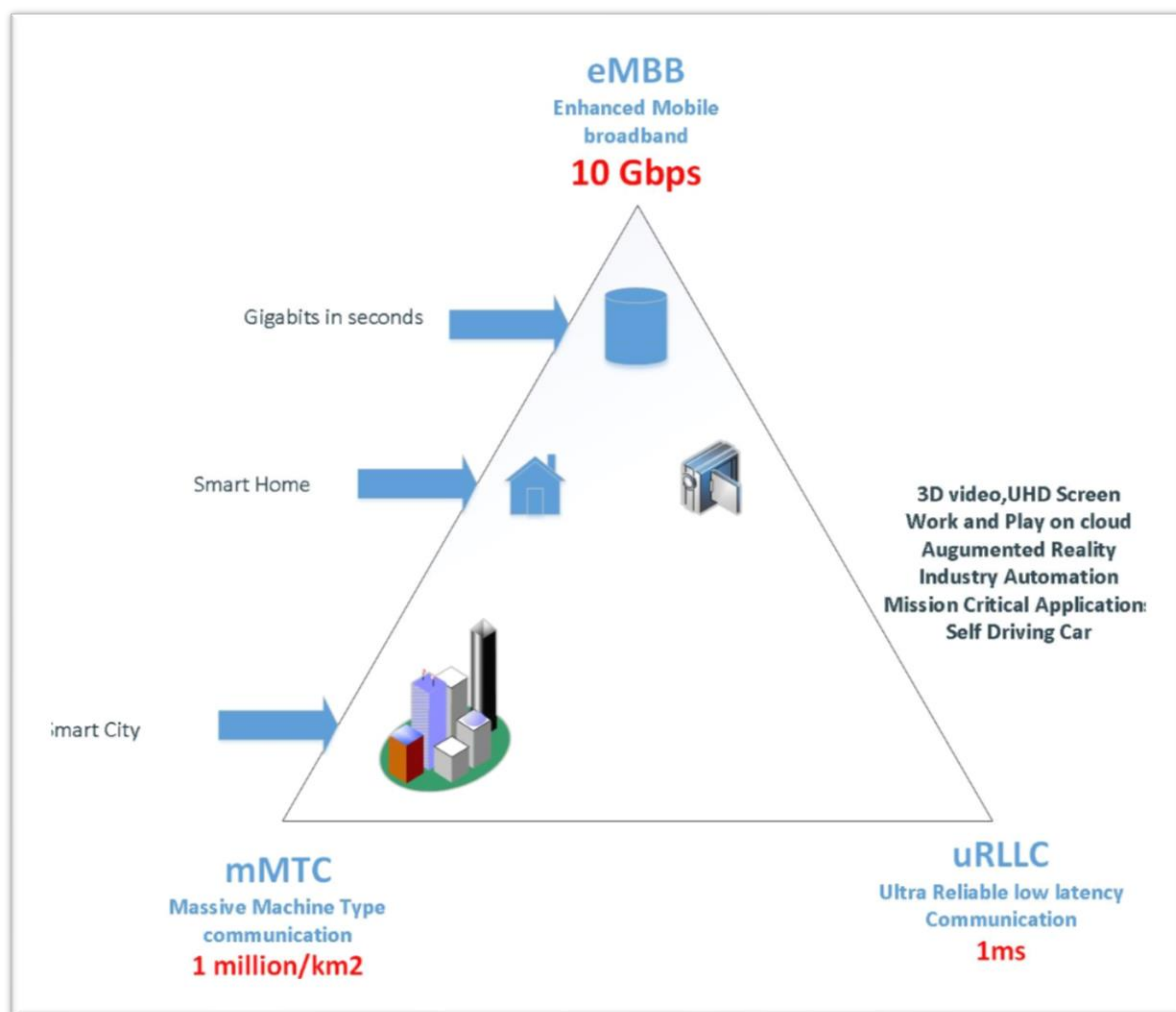 eMBB
Enhanced Mobile
broadband
10 Gbps
Gigabits in seconds
Smart Home
3D video,UHD Screen
Work and Play on cloud
Augumented Reality
Industry Automation
Mission Critical Application
Self Driving Car
mart City
mMTC
Massive Machine Type
communication
1 million/km2
uRLLC
Ultra Reliable low latency
Communication
1ms